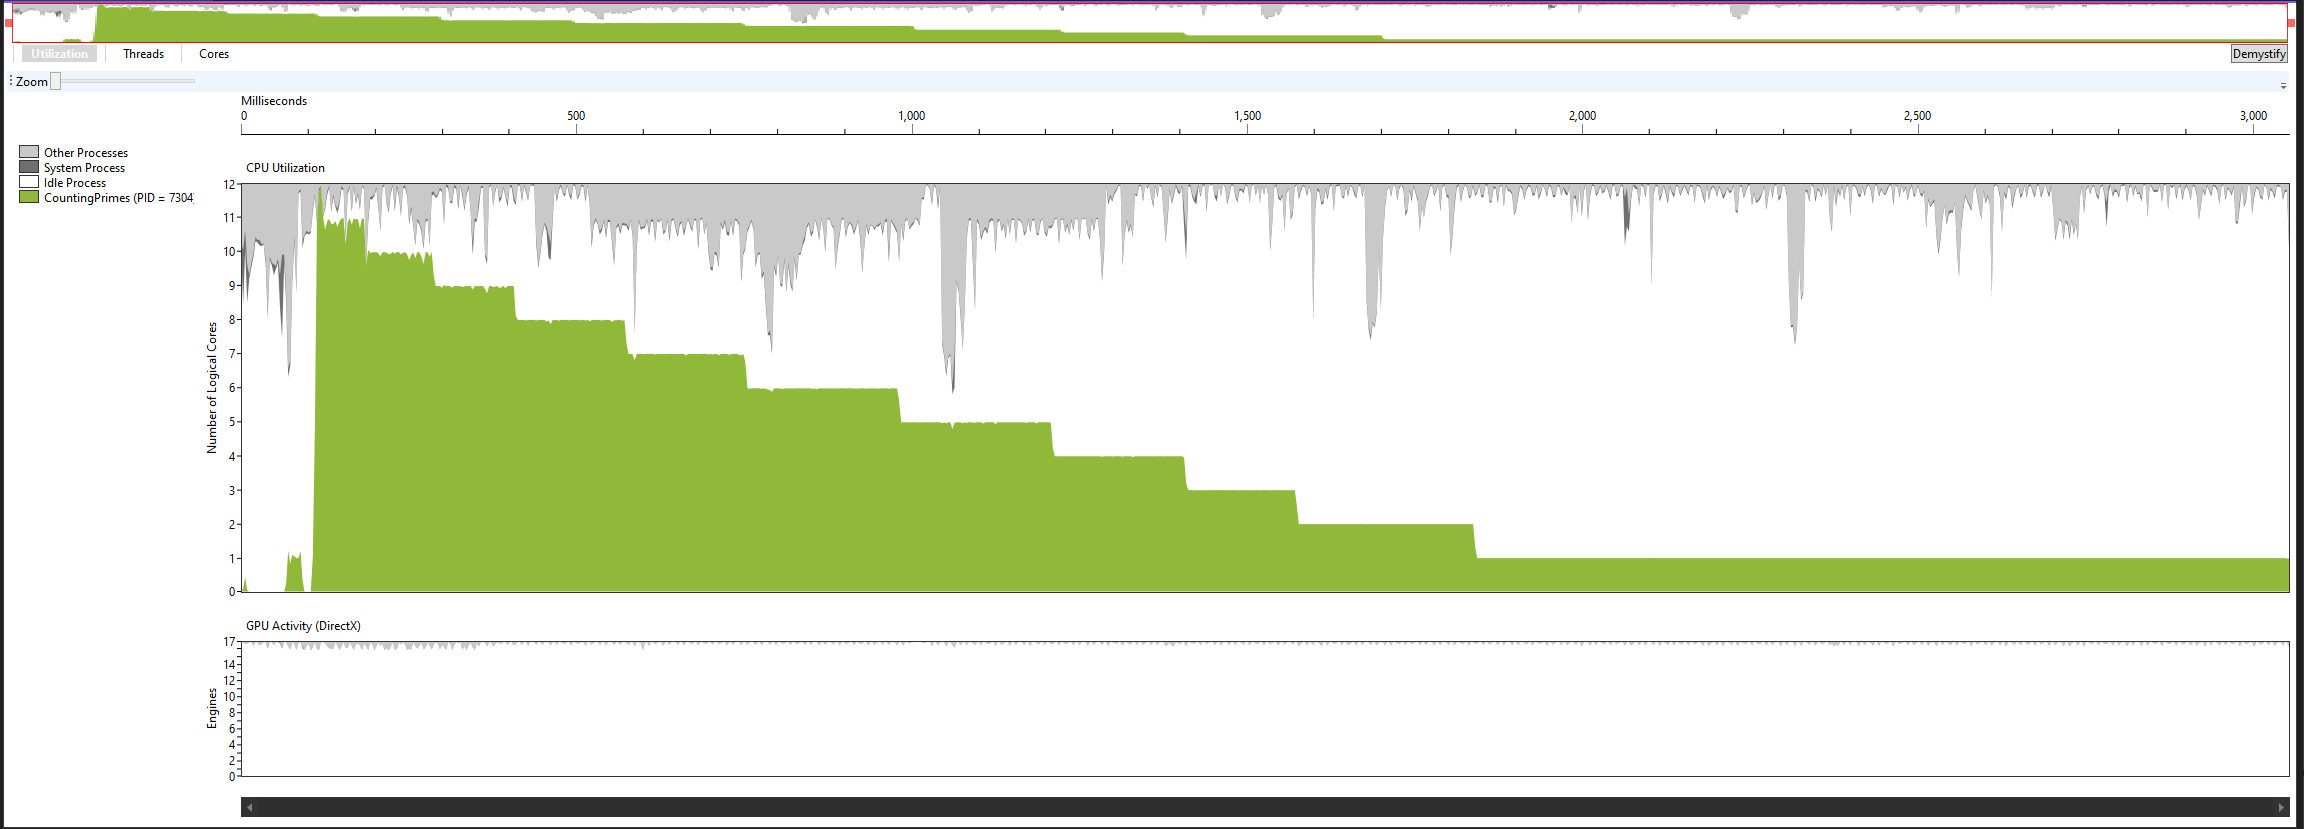 Utilization Threads Cores Demystify
Zoom
Milliseconds
0 500 1,000 1,500 2,000 2,500 3,000
Other Processes
System Process
Idle Process
CountingPrimes (PID = 7304
CPU Utilization
Number of Logical Cores
12
11
10
9
8
7
6
5
4
3
2
1
0
GPU Activity (DirectX)
Engines
17
14
12
10
8
6
4
2
0